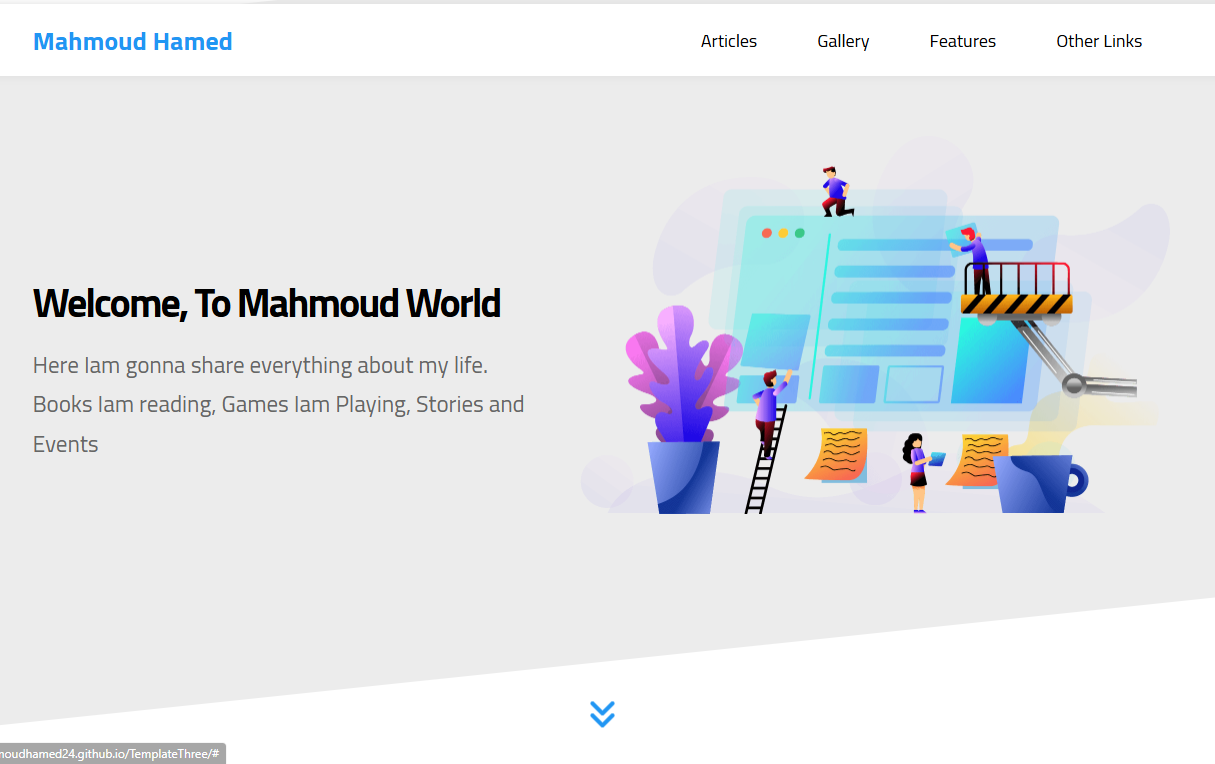 Mahmoud Hamed
Articles Gallery Features Other Links
Welcome, To Mahmoud World
Here Iam gonna share everything about my life.
Books Iam reading, Games Iam Playing, Stories and
Events
moudhamed24.github.io/TemplateThree/#